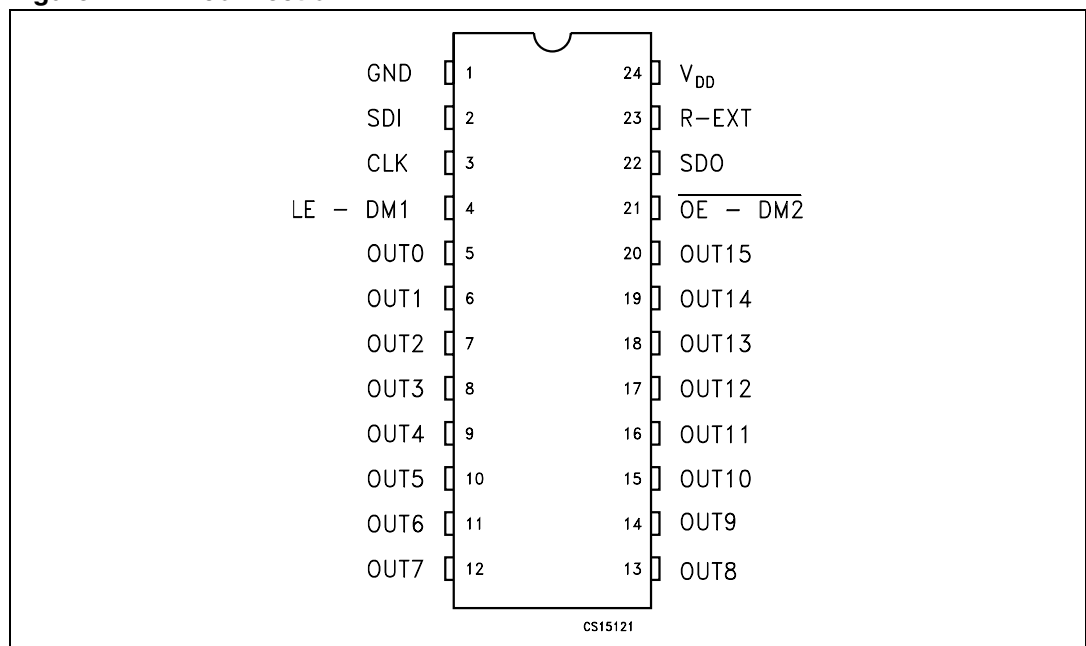 GND 1 24 VDD
SDI 2 23 R-EXT
CLK 3 22 SDO
LE - DM1 4 21 OE - DM2
OUT0 5 20 OUT15
OUT1 6 19 OUT14
OUT2 7 18 OUT13
OUT3 8 17 OUT12
OUT4 9 16 OUT11
OUT5 10 15 OUT10
OUT6 11 14 OUT9
OUT7 12 13 OUT8
CS15121